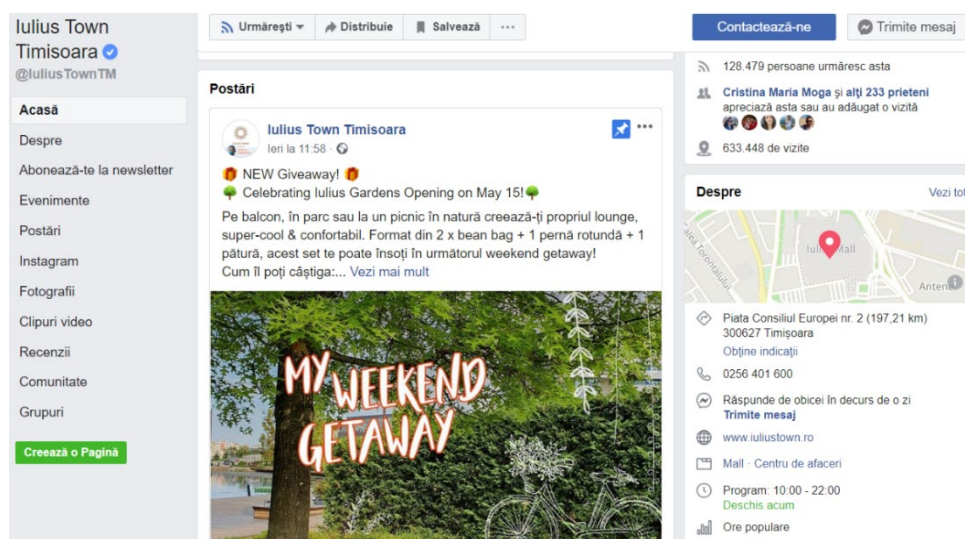 Iulius Town
Timisoara
@IuliusTownTM
Acasă
Despre
Abonează-te la newsletter
Evenimente
Postări
Instagram
Fotografii
Clipuri video
Recenzii
Comunitate
Grupuri
Creează o Pagină
Urmărești
Distribuie
Salvează
Postări
Iulius Town Timisoara
Ieri la 11:58 ·
NEW Giveaway!
Celebrating Iulius Gardens Opening on May 15!
Pe balcon, în parc sau la un picnic în natură creează-ți propriul lounge,
super-cool & confortabil. Format din 2 x bean bag + 1 pernă rotundă + 1
pătură, acest set te poate însoți în următorul weekend getaway!
Cum îl poți câștiga:... Vezi mai mult
MY WEEKEND
GETAWAY
Contactează-ne
Trimite mesaj
128.479 persoane urmăresc asta
Cristina Maria Moga și alți 233 prieteni
apreciază asta sau au adăugat o vizită
633.448 de vizite
Despre
Vezi tot
Iulius Mall
Calea Torontalului
Anten
Piata Consiliul Europei nr. 2 (197,21 km)
300627 Timișoara
Obține indicații
0256 401 600
Răspunde de obicei în decurs de o zi
Trimite mesaj
www.iuliustown.ro
Mall · Centru de afaceri
Program: 10:00 - 22:00
Deschis acum
Ore populare